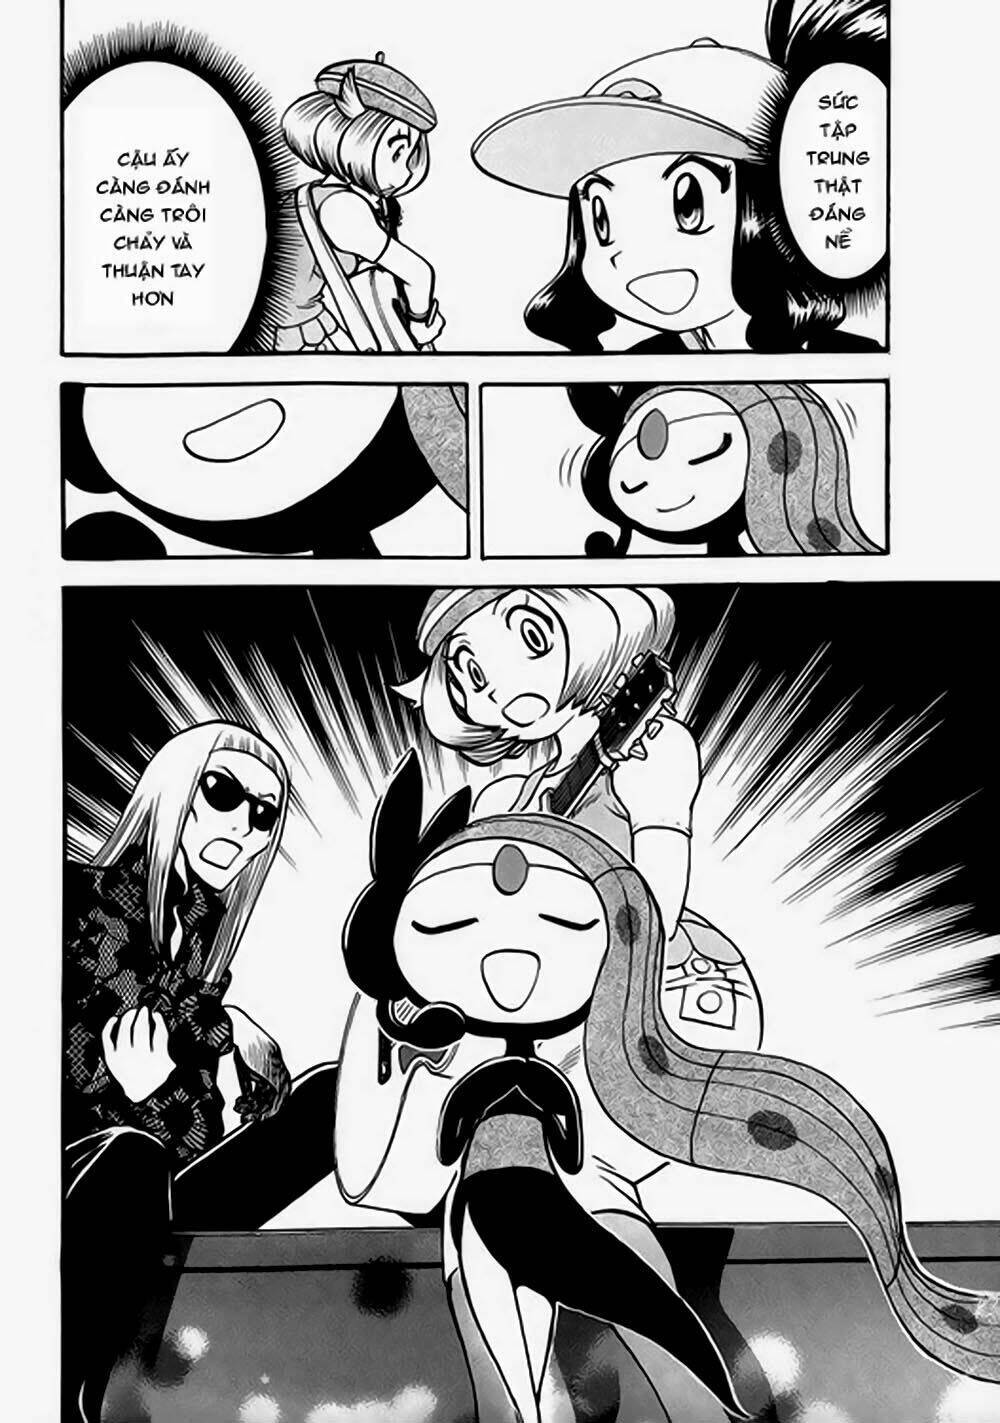 SỨC
TẬP
TRUNG
THẬT
ĐÁNG
NỂ
CẬU ẤY
CÀNG ĐÁNH
CÀNG TRÔI
CHẢY VÀ
THUẬN TAY
HƠN